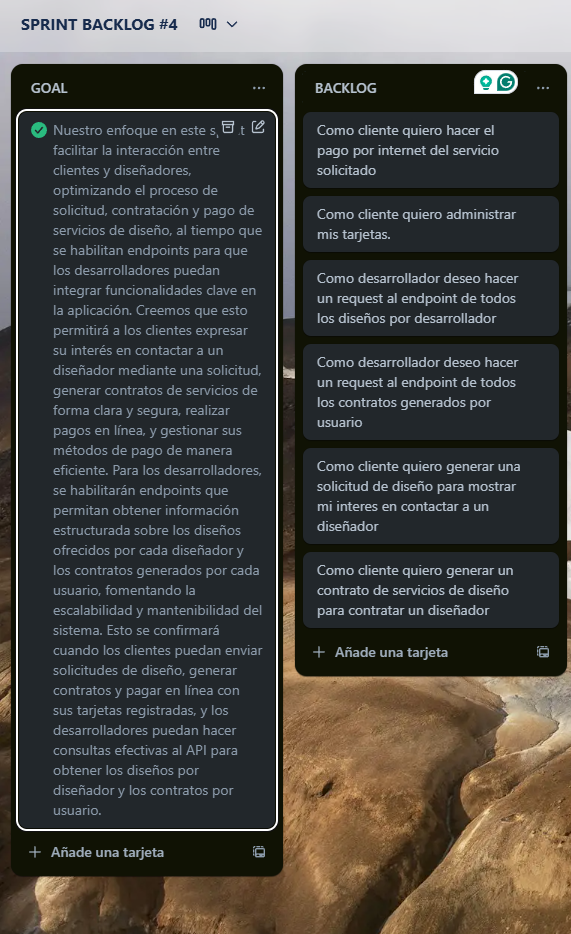 SPRINT BACKLOG #4
GOAL
Nuestro enfoque en este s
facilitar la interacción entre
clientes y diseñadores,
optimizando el proceso de
solicitud, contratación y pago de
servicios de diseño, al tiempo que
se habilitan endpoints para que
los desarrolladores puedan
integrar funcionalidades clave en
la aplicación. Creemos que esto
permitirá a los clientes expresar
su interés en contactar a un
diseñador mediante una solicitud,
generar contratos de servicios de
forma clara y segura, realizar
pagos en línea, y gestionar sus
métodos de pago de manera
eficiente. Para los desarrolladores,
se habilitarán endpoints que
permitan obtener información
estructurada sobre los diseños
ofrecidos por cada diseñador y
los contratos generados por cada
usuario, fomentando la
escalabilidad y mantenibilidad del
sistema. Esto se confirmará
cuando los clientes puedan enviar
solicitudes de diseño, generar
contratos y pagar en línea con
sus tarjetas registradas, y los
desarrolladores puedan hacer
consultas efectivas al API para
obtener los diseños por
diseñador y los contratos por
usuario.
Añade una tarjeta
BACKLOG
Como cliente quiero hacer el
pago por internet del servicio
solicitado
Como cliente quiero administrar
mis tarjetas.
Como desarrollador deseo hacer
un request al endpoint de todos
los diseños por desarrollador
Como desarrollador deseo hacer
un request al endpoint de todos
los contratos generados por
usuario
Como cliente quiero generar una
solicitud de diseño para mostrar
mi interes en contactar a un
diseñador
Como cliente quiero generar un
contrato de servicios de diseño
para contratar un diseñador
Añade una tarjeta